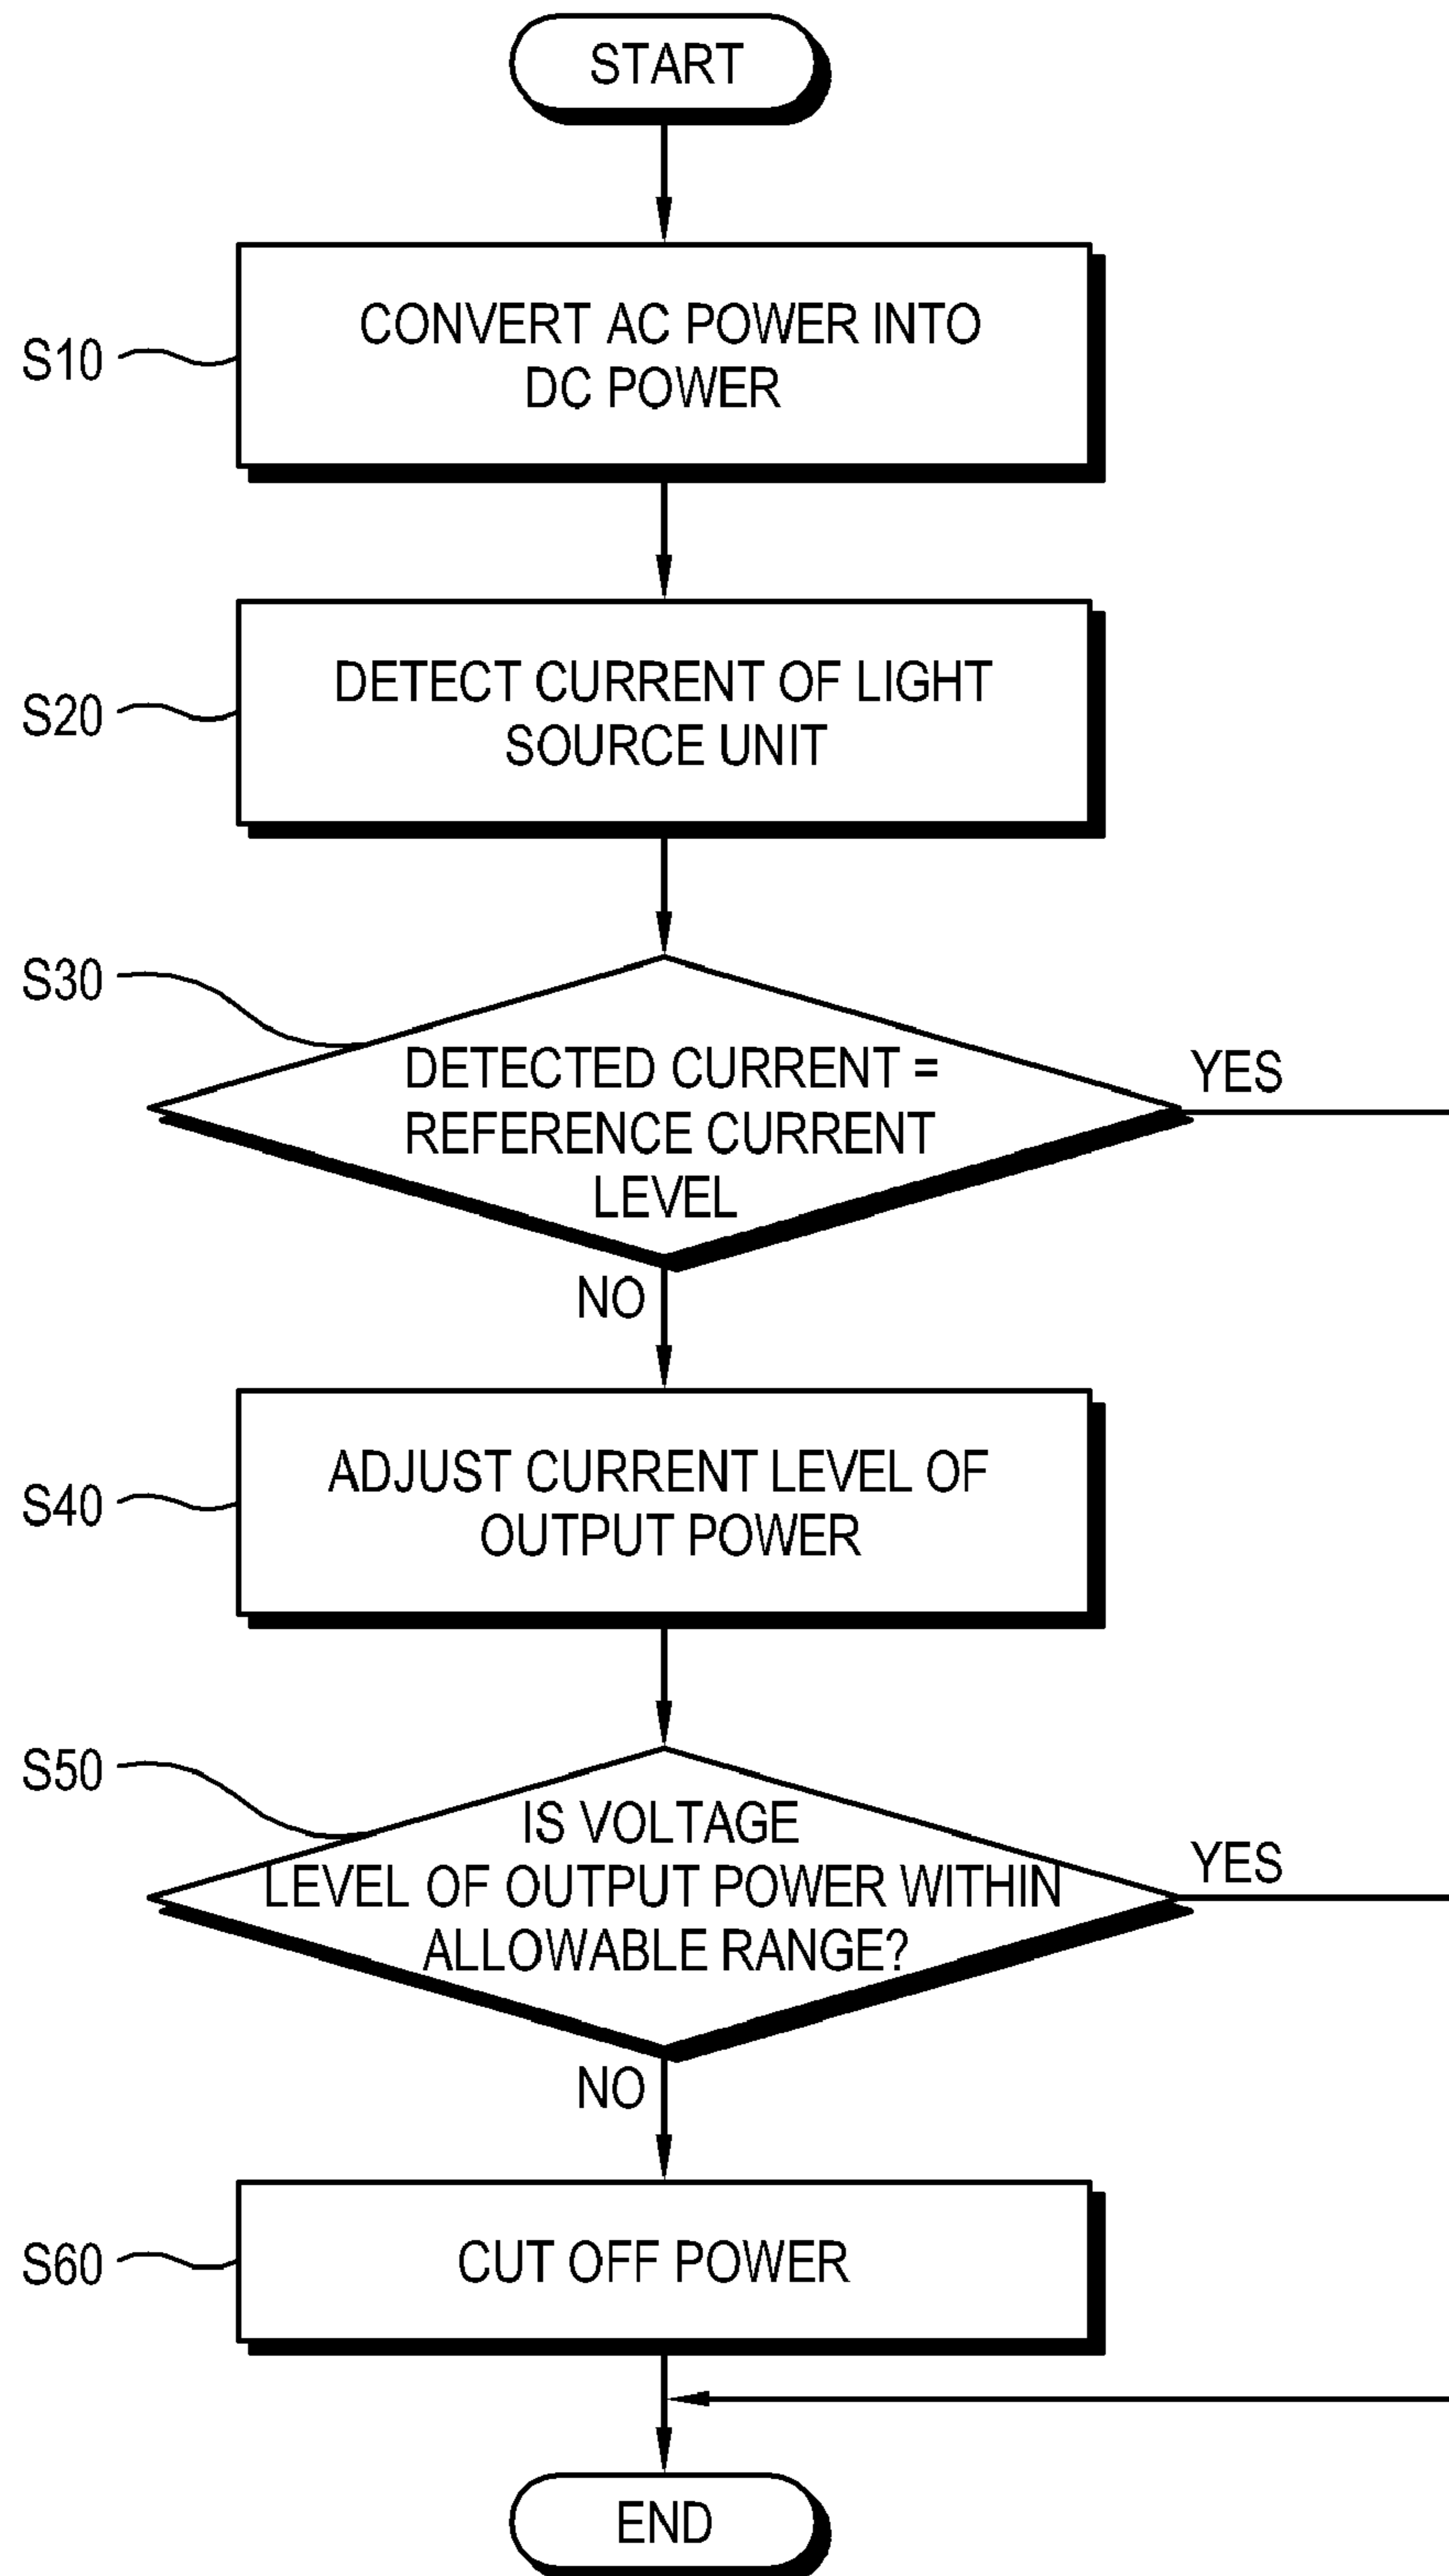 START
S10
CONVERT AC POWER INTO
DC POWER
S20
DETECT CURRENT OF LIGHT
SOURCE UNIT
S30
DETECTED CURRENT =
REFERENCE CURRENT
LEVEL
YES
NO
S40
ADJUST CURRENT LEVEL OF
OUTPUT POWER
S50
IS VOLTAGE
LEVEL OF OUTPUT POWER WITHIN
ALLOWABLE RANGE?
YES
NO
S60
CUT OFF POWER
END